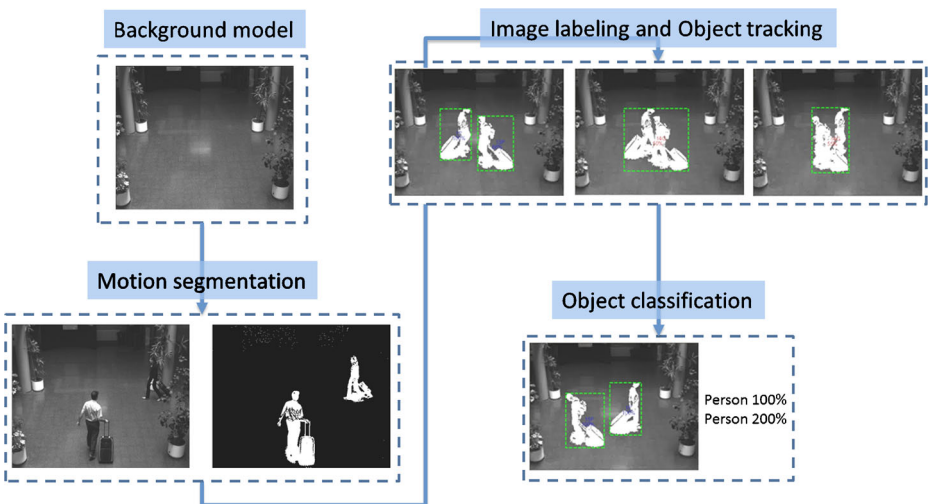 Background model
Image labeling and Object tracking
Motion segmentation
Object classification
Person 100%
Person 200%